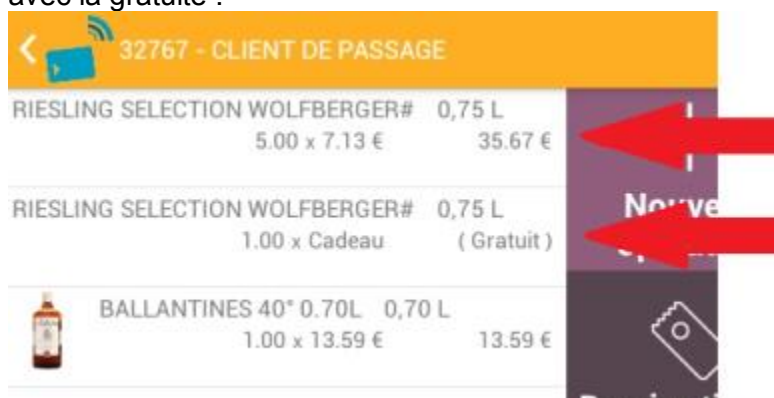 avec la gratuité :
32767 - CLIENT DE PASSAGE
RIESLING SELECTION WOLFBERGER# 0,75 L
5.00 x 7.13 € 35.67 €
RIESLING SELECTION WOLFBERGER# 0,75 L
1.00 x Cadeau ( Gratuit )
BALLANTINES 40° 0.70L 0,70 L
1.00 x 13.59 € 13.59 €